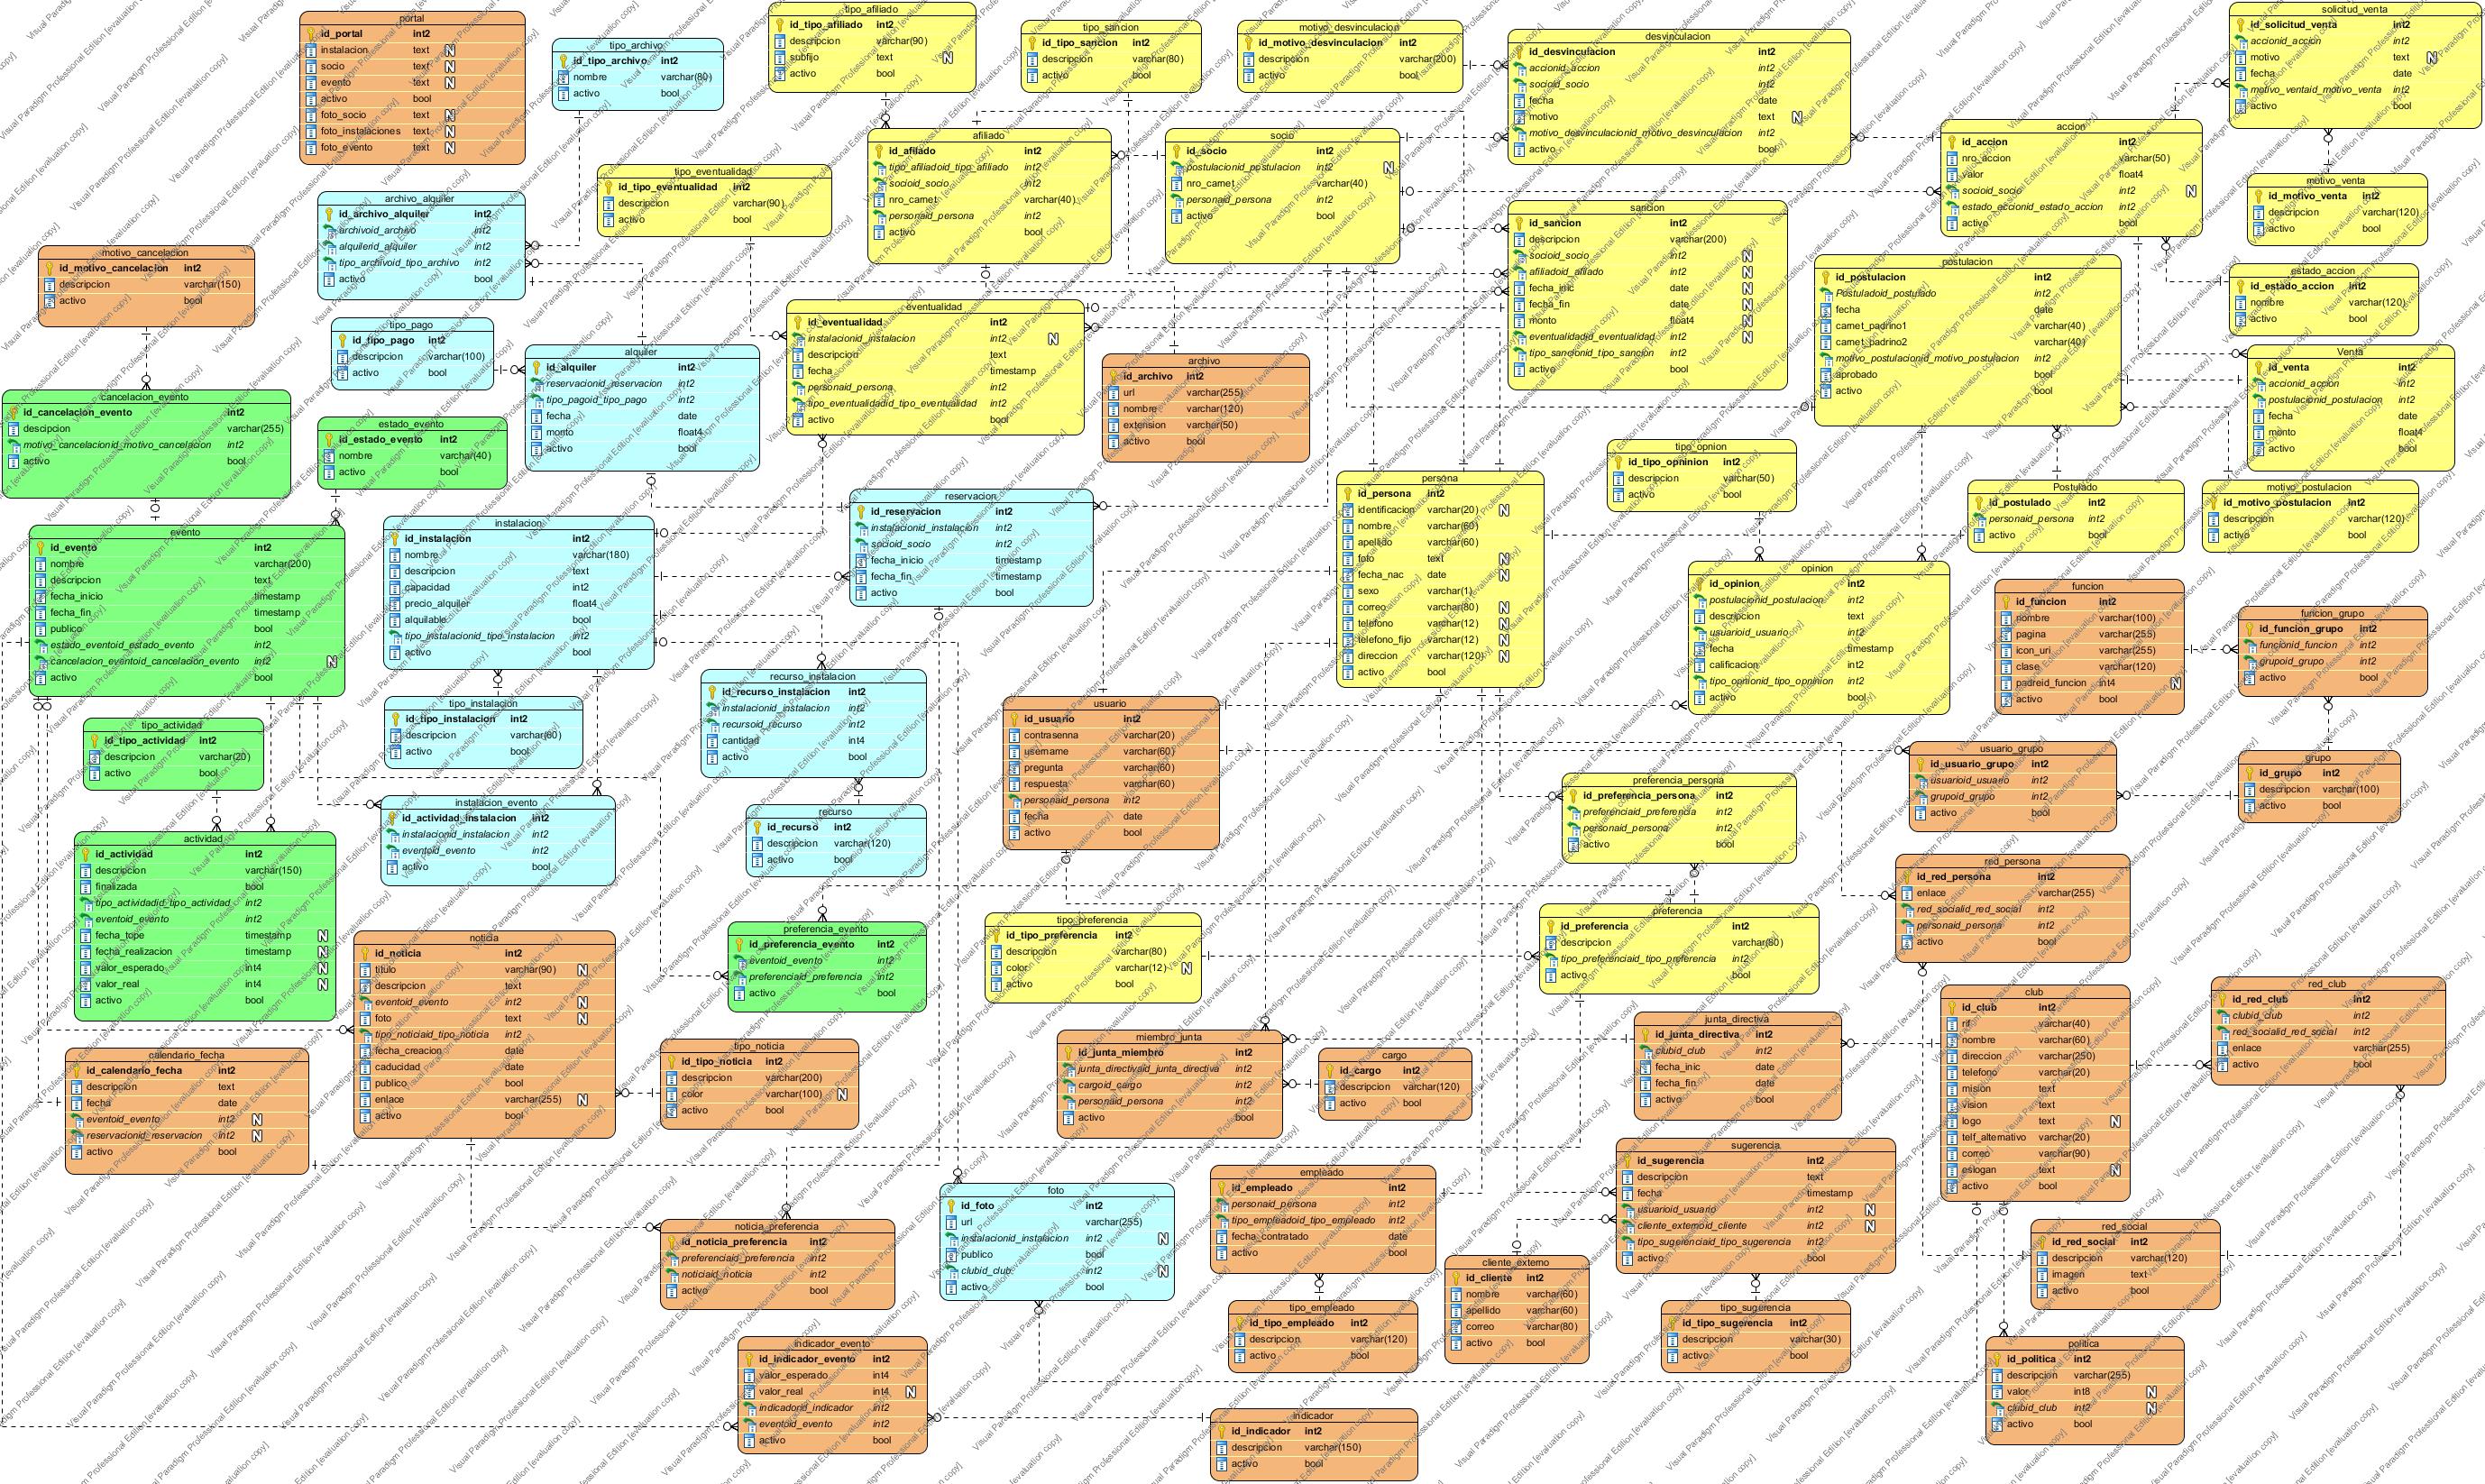 portal
id_portal int2
instalacion text N
socio text N
evento text N
activo bool
foto_socio text N
foto_instalaciones text N
foto_evento text N
tipo_archivo
id_tipo_archivo int2
nombre varchar(80)
activo bool
tipo_afiliado
id_tipo_afiliado int2
descripcion varchar(90)
subfijo text N
activo bool
tipo_sancion
id_tipo_sancion int2
descripcion varchar(80)
activo bool
motivo_desvinculacion
id_motivo_desvinculacion int2
descripcion varchar(200)
activo bool
desvinculacion
id_desvinculacion int2
accionid_accion int2
socioid_socio int2
fecha date
motivo text N
motivo_desvinculacionid_motivo_desvinculacion int2
activo bool
solicitud_venta
id_solicitud_venta int2
accionid_accion int2
motivo text N
fecha date
motivo_ventaid_motivo_venta int2
activo bool
accion
id_accion int2
nro_accion varchar(50)
valor float4
socioid_socio int2 N
estado_accionid_estado_accion int2
activo bool
afiliado
id_afilado int2
tipo_afiliadoid_tipo_afiliado int2
socioid_socio int2
nro_carnet varchar(40)
personaid_persona int2
activo bool
socio
id_socio int2
postulacionid_postulacion int2 N
nro_carnet varchar(40)
personaid_persona int2
activo bool
tipo_eventualidad
id_tipo_eventualidad int2
descripcion varchar(90)
activo bool
archivo_alquiler
id_archivo_alquiler int2
archivoid_archivo int2
alquilerid_alquiler int2
tipo_archivoid_tipo_archivo int2
activo bool
motivo_venta
id_motivo_venta int2
descripcion varchar(120)
activo bool
sancion
id_sancion int2
descripcion varchar(200)
socioid_socio int2 N
afiliadoid_afilado int2 N
fecha_inic date N
fecha_fin date N
monto float4 N
eventualidadid_eventualidad int2 N
tipo_sancionid_tipo_sancion int2
activo bool
motivo_cancelacion
id_motivo_cancelacion int2
descripcion varchar(150)
activo bool
postulacion
id_postulacion int2
Postuladoid_postulado int2
fecha date
carnet_padrino1 varchar(40)
carnet_padrino2 varchar(40)
motivo_postulacionid_motivo_postulacion int2
aprobado bool
activo bool
estado_accion
id_estado_accion int2
nombre varchar(120)
activo bool
eventualidad
id_eventualidad int2
instalacionid_instalacion int2 N
descripcion text
fecha timestamp
personaid_persona int2
tipo_eventualidadid_tipo_eventualidad int2
activo bool
tipo_pago
id_tipo_pago int2
descripcion varchar(100)
activo bool
alquiler
id_alquiler int2
reservacionid_reservacion int2
tipo_pagoid_tipo_pago int2
fecha date
monto float4
activo bool
archivo
id_archivo int2
url varchar(255)
nombre varchar(120)
extension varchar(50)
activo bool
Venta
id_venta int2
accionid_accion int2
postulacionid_postulacion int2
fecha date
monto float4
activo bool
cancelacion_evento
id_cancelacion_evento int2
descipcion varchar(255)
motivo_cancelacionid_motivo_cancelacion int2
activo bool
estado_evento
id_estado_evento int2
nombre varchar(40)
activo bool
tipo_opnion
id_tipo_opninion int2
descripcion varchar(50)
activo bool
persona
id_persona int2
identificacion varchar(20) N
nombre varchar(60)
apellido varchar(60)
foto text N
fecha_nac date N
sexo varchar(1)
correo varchar(80) N
telefono varchar(12) N
telefono_fijo varchar(12) N
direccion varchar(120) N
activo bool
Postulado
id_postulado int2
personaid_persona int2
activo bool
motivo_postulacion
id_motivo_postulacion int2
descripcion varchar(120)
activo bool
reservacion
id_reservacion int2
instalacionid_instalacion int2
socioid_socio int2
fecha_inicio timestamp
fecha_fin timestamp
activo bool
instalacion
id_instalacion int2
nombre varchar(180)
descripcion text
capacidad int2
precio_alquiler float4
alquilable bool
tipo_instalacionid_tipo_instalacion int2
activo bool
evento
id_evento int2
nombre varchar(200)
descripcion text
fecha_inicio timestamp
fecha_fin timestamp
publico bool
estado_eventoid_estado_evento int2
cancelacion_eventoid_cancelacion_evento int2 N
activo bool
opinion
id_opinion int2
postulacionid_postulacion int2
descripcion text
usuarioid_usuario int2
fecha timestamp
calificacion int2
tipo_opnionid_tipo_opninion int2
activo bool
funcion
id_funcion int2
nombre varchar(100)
pagina varchar(255)
icon_uri varchar(255)
clase varchar(120)
padreid_funcion int4 N
activo bool
funcion_grupo
id_funcion_grupo int2
funcionid_funcion int2
grupoid_grupo int2
activo bool
recurso_instalacion
id_recurso_instalacion int2
instalacionid_instalacion int2
recursoid_recurso int2
cantidad int4
activo bool
tipo_instalacion
id_tipo_instalacion int2
descripcion varchar(60)
activo bool
usuario
id_usuario int2
contrasenna varchar(20)
username varchar(60)
pregunta varchar(60)
respuesta varchar(60)
personaid_persona int2
fecha date
activo bool
tipo_actividad
id_tipo_actividad int2
descripcion varchar(20)
activo bool
usuario_grupo
id_usuario_grupo int2
usuarioid_usuario int2
grupoid_grupo int2
activo bool
grupo
id_grupo int2
descripcion varchar(100)
activo bool
preferencia_persona
id_preferencia_persona int2
preferenciaid_preferencia int2
personaid_persona int2
activo bool
instalacion_evento
id_actividad_instalacion int2
instalacionid_instalacion int2
eventoid_evento int2
activo bool
recurso
id_recurso int2
descripcion varchar(120)
activo bool
actividad
id_actividad int2
descripcion varchar(150)
finalizada bool
tipo_actividadid_tipo_actividad int2
eventoid_evento int2
fecha_tope timestamp N
fecha_realizacion timestamp N
valor_esperado int4 N
valor_real int4 N
activo bool
red_persona
id_red_persona int2
enlace varchar(255)
red_socialid_red_social int2
personaid_persona int2
activo bool
preferencia
id_preferencia int2
descripcion varchar(80)
tipo_preferenciaid_tipo_preferencia int2
activo bool
tipo_preferencia
id_tipo_preferencia int2
descripcion varchar(80)
color varchar(12) N
activo bool
preferencia_evento
id_preferencia_evento int2
eventoid_evento int2
preferenciaid_preferencia int2
activo bool
noticia
id_noticia int2
titulo varchar(90) N
descripcion text
eventoid_evento int2 N
foto text N
tipo_noticiaid_tipo_noticia int2
fecha_creacion date
caducidad date
publico bool
enlace varchar(255) N
activo bool
red_club
id_red_club int2
clubid_club int2
red_socialid_red_social int2
enlace varchar(255)
activo bool
club
id_club int2
rif varchar(40)
nombre varchar(60)
direccion varchar(250)
telefono varchar(20)
mision text
vision text
logo text N
telf_alternativo varchar(20)
correo varchar(90)
eslogan text N
activo bool
junta_directiva
id_junta_directiva int2
clubid_club int2
fecha_inic date
fecha_fin date
activo bool
miembro_junta
id_junta_miembro int2
junta_directivaid_junta_directiva int2
cargoid_cargo int2
personaid_persona int2
activo bool
cargo
id_cargo int2
descripcion varchar(120)
activo bool
tipo_noticia
id_tipo_noticia int2
descripcion varchar(200)
color varchar(100) N
activo bool
calendario_fecha
id_calendario_fecha int2
descripcion text
fecha date
eventoid_evento int2 N
reservacionid_reservacion int2 N
activo bool
sugerencia
id_sugerencia int2
descripción text
fecha timestamp
usuarioid_usuario int2 N
cliente_externoid_cliente int2 N
tipo_sugerenciaid_tipo_sugerencia int2
activo bool
empleado
id_empleado int2
personaid_persona int2
tipo_empleadoid_tipo_empleado int2
fecha_contratado date
activo bool
foto
id_foto int2
url varchar(255)
instalacionid_instalacion int2 N
publico bool
clubid_club int2 N
activo bool
noticia_preferencia
id_noticia_preferencia int2
preferenciaid_preferencia int2
noticiaid_noticia int2
activo bool
red_social
id_red_social int2
descripcion varchar(120)
imagen text
activo bool
cliente_externo
id_cliente int2
nombre varchar(60)
apellido varchar(60)
correo varchar(80)
activo bool
tipo_empleado
id_tipo_empleado int2
descripcion varchar(120)
activo bool
tipo_sugerencia
id_tipo_sugerencia int2
descripcion varchar(30)
activo bool
politica
id_politica int2
descripcion varchar(255)
valor int8 N
clubid_club int2 N
activo bool
indicador_evento
id_indicador_evento int2
valor_esperado int4
valor_real int4 N
indicadorid_indicador int2
eventoid_evento int2
activo bool
indicador
id_indicador int2
descripcion varchar(150)
activo bool
Visual Paradigm Professional Edition [evaluation copy]